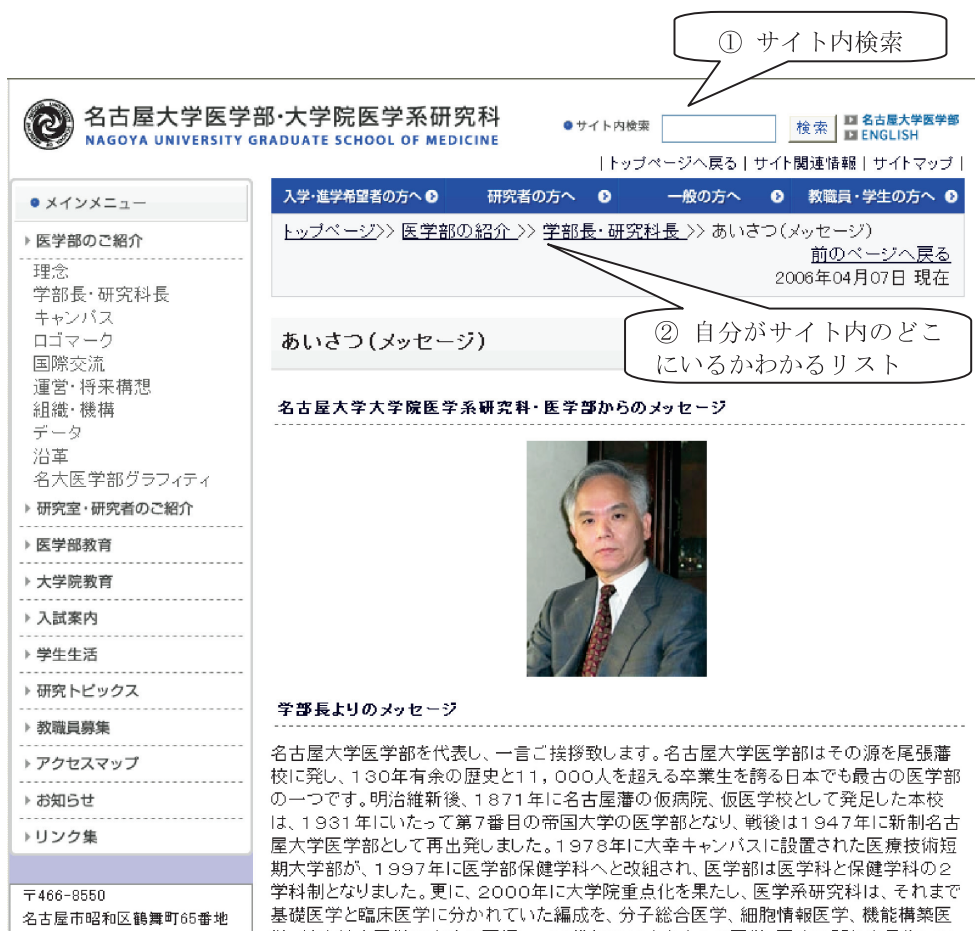 ① サイト内検索
名古屋大学医学部・大学院医学系研究科
NAGOYA UNIVERSITY GRADUATE SCHOOL OF MEDICINE
●サイト内検索
検索
名古屋大学医学部
ENGLISH
|トップページへ戻る|サイト関連情報|サイトマップ|
●メインメニュー
医学部のご紹介
理念
学部長・研究科長
キャンパス
ロゴマーク
国際交流
運営・将来構想
組織・機構
データ
沿革
名大医学部グラフィティ
研究室・研究者のご紹介
医学部教育
大学院教育
入試案内
学生生活
研究トピックス
教職員募集
アクセスマップ
お知らせ
リンク集
〒466-8550
名古屋市昭和区鶴舞町65番地
入学・進学希望者の方へ 研究者の方へ 一般の方へ 教職員・学生の方へ
トップページ>> 医学部の紹介 >> 学部長・研究科長 >> あいさつ(メッセージ)
前のページへ戻る
2006年04月07日 現在
② 自分がサイト内のどこ
にいるかわかるリスト
あいさつ(メッセージ)
名古屋大学大学院医学系研究科・医学部からのメッセージ
学部長よりのメッセージ
名古屋大学医学部を代表し、一言ご挨拶致します。名古屋大学医学部はその源を尾張藩
校に発し、130年有余の歴史と11,000人を超える卒業生を誇る日本でも最古の医学部
の一つです。明治維新後、1871年に名古屋藩の仮病院、仮医学校として発足した本校
は、1931年にいたって第7番目の帝国大学の医学部となり、戦後は1947年に新制名古
屋大学医学部として再出発しました。1978年に大幸キャンパスに設置された医療技術短
期大学部が、1997年に医学部保健学科へと改組され、医学部は医学科と保健学科の2
学科制となりました。更に、2000年に大学院重点化を果たし、医学系研究科は、それまで
基礎医学と臨床医学に分かれていた編成を、分子総合医学、細胞情報医学、機能構築医